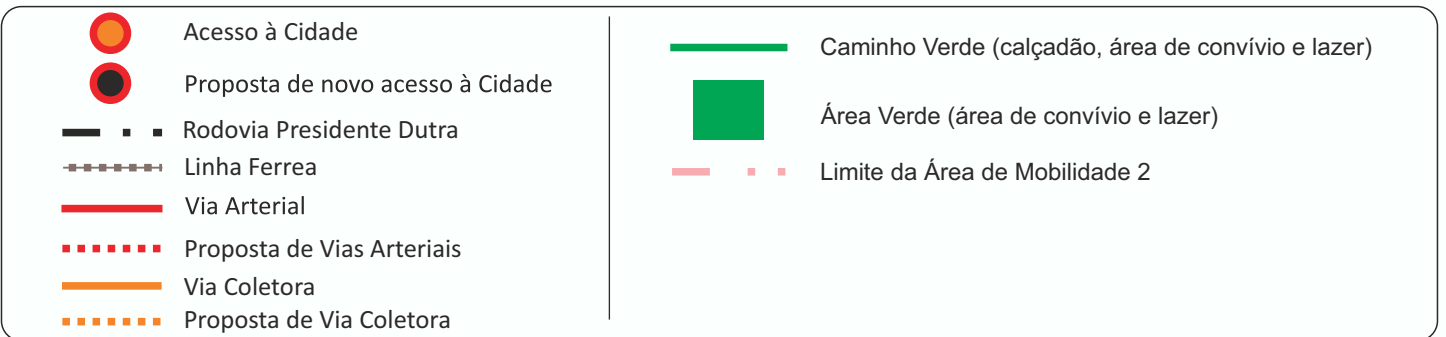 Acesso à Cidade
Proposta de novo acesso à Cidade
Rodovia Presidente Dutra
Linha Ferrea
Via Arterial
Proposta de Vias Arteriais
Via Coletora
Proposta de Via Coletora
Caminho Verde (calçadão, área de convívio e lazer)
Área Verde (área de convívio e lazer)
Limite da Área de Mobilidade 2